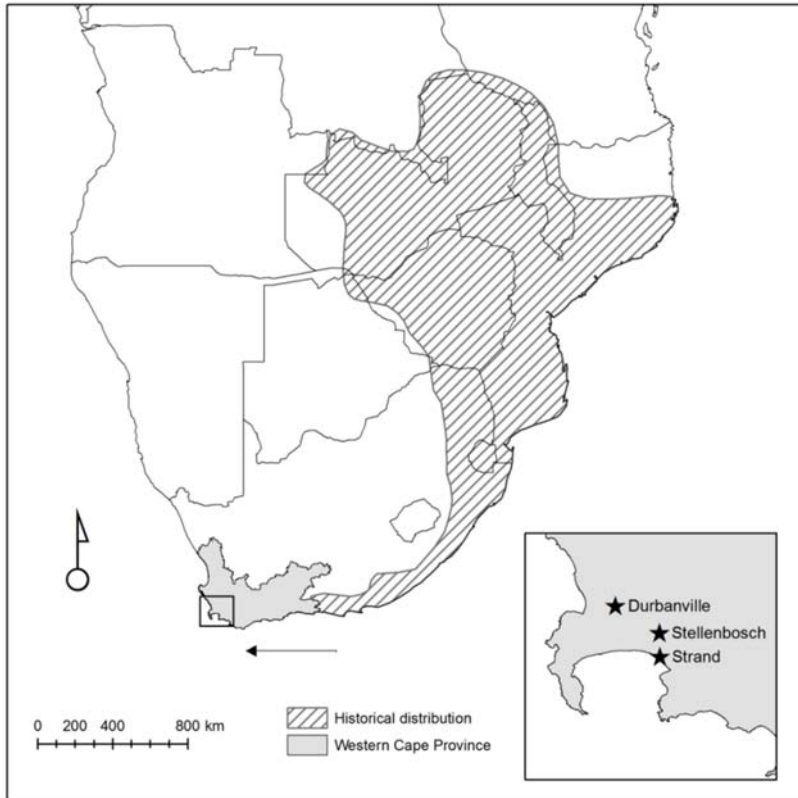 Durbanville
Stellenbosch
Strand
0 200 400 800 km
Historical distribution
Western Cape Province